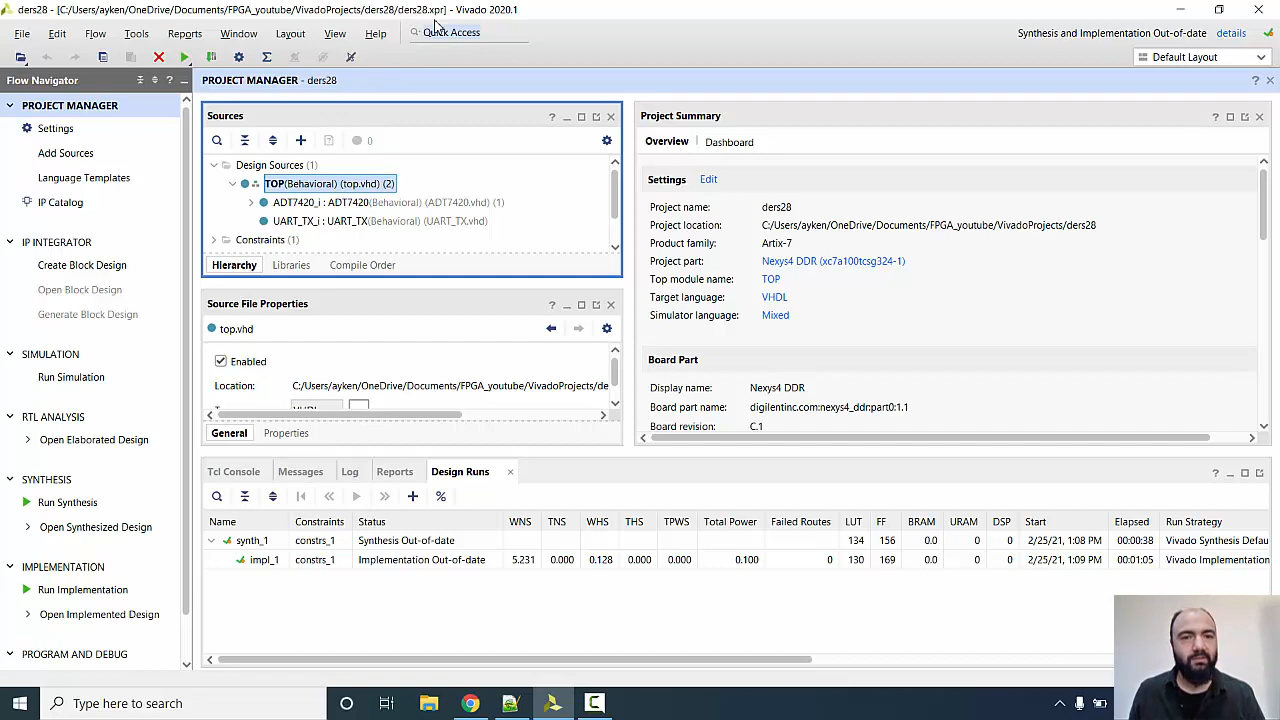 ders28 - [C:/Users/ayken/OneDrive/Documents/FPGA_youtube/VivadoProjects/ders28/ders28.xpr] - Vivado 2020.1
File Edit Flow Tools Reports Window Layout View Help Quick Access
Synthesis and Implementation Out-of-date details
Default Layout
Flow Navigator
PROJECT MANAGER
Settings
Add Sources
Language Templates
IP Catalog
IP INTEGRATOR
Create Block Design
Open Block Design
Generate Block Design
SIMULATION
Run Simulation
RTL ANALYSIS
Open Elaborated Design
SYNTHESIS
Run Synthesis
Open Synthesized Design
IMPLEMENTATION
Run Implementation
Open Implemented Design
PROGRAM AND DEBUG
PROJECT MANAGER - ders28
Sources
0
Design Sources (1)
TOP(Behavioral) (top.vhd) (2)
ADT7420_i : ADT7420(Behavioral) (ADT7420.vhd) (1)
UART_TX_i : UART_TX(Behavioral) (UART_TX.vhd)
Constraints (1)
Hierarchy Libraries Compile Order
Source File Properties
top.vhd
Enabled
Location: C:/Users/ayken/OneDrive/Documents/FPGA_youtube/VivadoProjects/de
General Properties
Project Summary
Overview Dashboard
Settings Edit
Project name: ders28
Project location: C:/Users/ayken/OneDrive/Documents/FPGA_youtube/VivadoProjects/ders28
Product family: Artix-7
Project part: Nexys4 DDR (xc7a100tcsg324-1)
Top module name: TOP
Target language: VHDL
Simulator language: Mixed
Board Part
Display name: Nexys4 DDR
Board part name: digilentinc.com:nexys4_ddr:part0:1.1
Board revision: C.1
Tcl Console Messages Log Reports Design Runs
Name Constraints Status WNS TNS WHS THS TPWS Total Power Failed Routes LUT FF BRAM URAM DSP Start Elapsed Run Strategy
synth_1 constrs_1 Synthesis Out-of-date 134 156 0.0 0 0 2/25/21, 1:08 PM 00:00:38 Vivado Synthesis Defau
impl_1 constrs_1 Implementation Out-of-date 5.231 0.000 0.128 0.000 0.000 0.100 0 130 169 0.0 0 0 2/25/21, 1:09 PM 00:01:05 Vivado Implementation
Type here to search